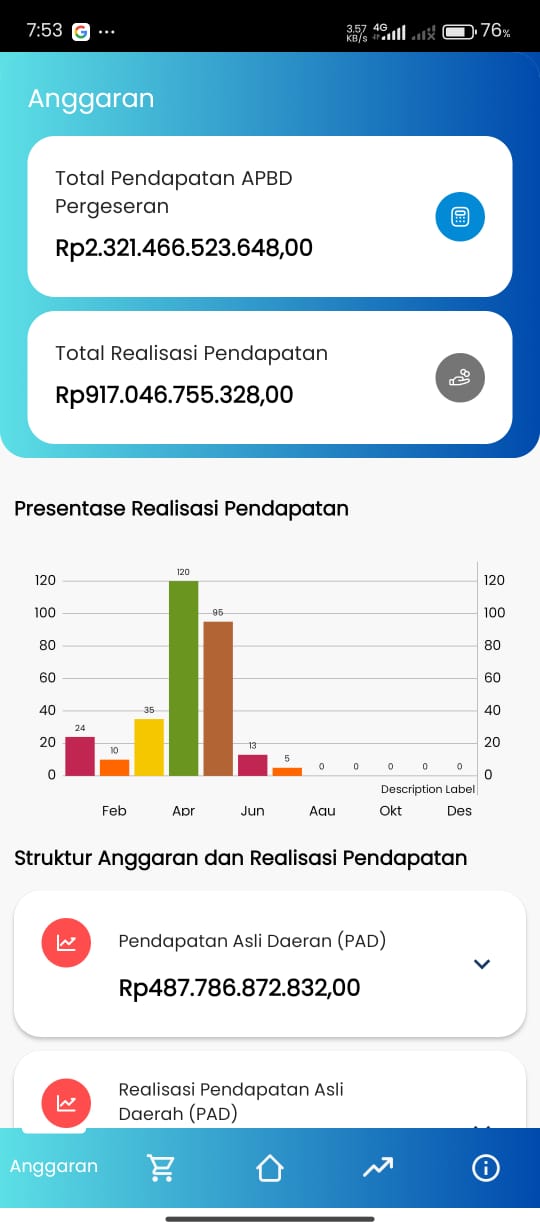 7:53 G ...
3.57 KB/s 4G 76%
Anggaran
Total Pendapatan APBD
Pergeseran
Rp2.321.466.523.648,00
Total Realisasi Pendapatan
Rp917.046.755.328,00
Presentase Realisasi Pendapatan
120 120 120
100 95 100
80 80
60 60
40 35 40
24
20 10 13 20
5
0 0 0 0 0 0 0
Description Label
Feb Apr Jun Agu Okt Des
Struktur Anggaran dan Realisasi Pendapatan
Pendapatan Asli Daeran (PAD)
Rp487.786.872.832,00
Realisasi Pendapatan Asli
Daerah (PAD)
Anggaran